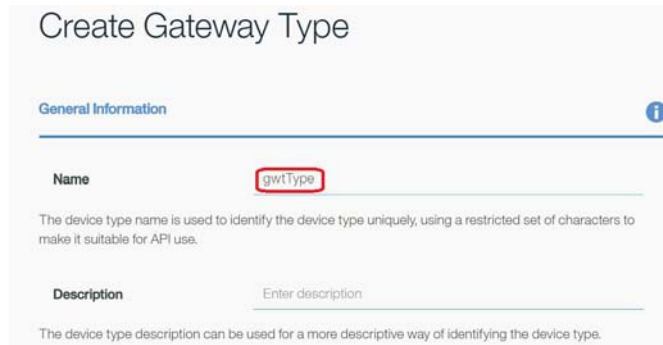 Create Gateway Type
General Information
Name
gwtType
The device type name is used to identify the device type uniquely, using a restricted set of characters to
make it suitable for API use.
Description
Enter description
The device type description can be used for a more descriptive way of identifying the device type.